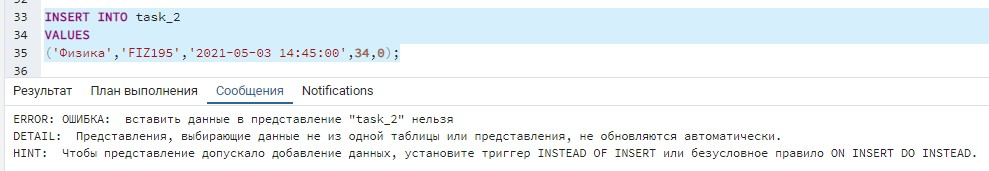 33 INSERT INTO task_2
34 VALUES
35 ('Физика','FIZ195','2021-05-03 14:45:00',34,0);
36
Результат План выполнения Сообщения Notifications
ERROR: ОШИБКА:  вставить данные в представление "task_2" нельзя
DETAIL:  Представления, выбирающие данные не из одной таблицы или представления, не обновляются автоматически.
HINT:  Чтобы представление допускало добавление данных, установите триггер INSTEAD OF INSERT или безусловное правило ON INSERT DO INSTEAD.